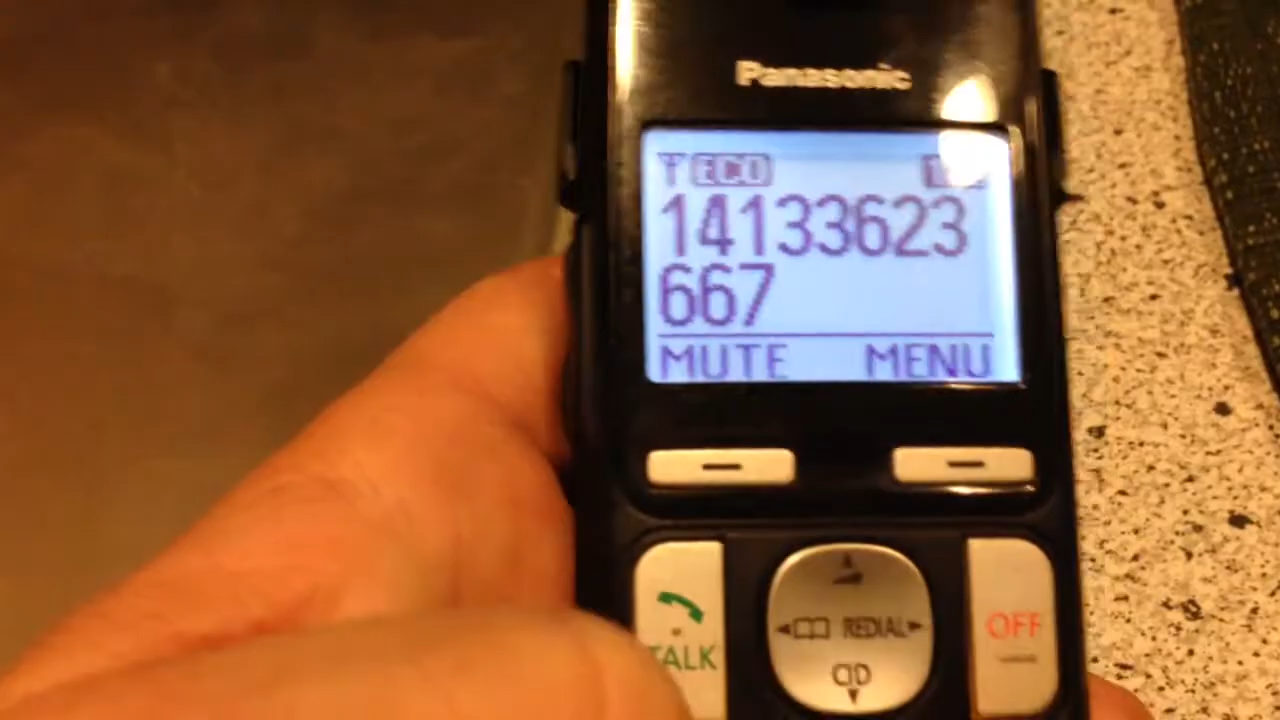 Panasonic
ECO
14133623
667
MUTE MENU
TALK
REDIAL
OFF
CID